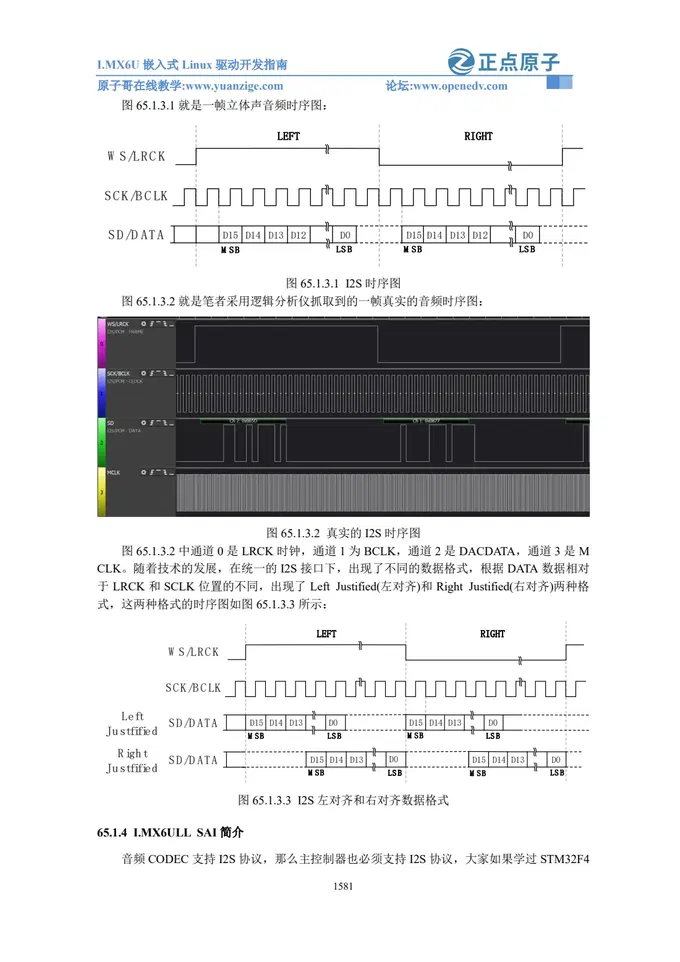 I.MX6U 嵌入式 Linux 驱动开发指南
正点原子
原子哥在线教学:www.yuanzige.com 论坛:www.openedv.com
图 65.1.3.1 就是一帧立体声音频时序图：
LEFT RIGHT
WS/LRCK
SCK/BCLK
SD/DATA D15 D14 D13 D12 D0 D15 D14 D13 D12 D0
MSB LSB MSB LSB
图 65.1.3.1 I2S 时序图
图 65.1.3.2 就是笔者采用逻辑分析仪抓取到的一帧真实的音频时序图：
WS/LRCK
0
SCK/BCLK
SD
2
MCLK
3
图 65.1.3.2 真实的 I2S 时序图
图 65.1.3.2 中通道 0 是 LRCK 时钟，通道 1 为 BCLK，通道 2 是 DACDATA，通道 3 是 M
CLK。随着技术的发展，在统一的 I2S 接口下，出现了不同的数据格式，根据 DATA 数据相对
于 LRCK 和 SCLK 位置的不同，出现了 Left Justified(左对齐)和 Right Justified(右对齐)两种格
式，这两种格式的时序图如图 65.1.3.3 所示：
LEFT RIGHT
WS/LRCK
SCK/BCLK
Left
Justfified SD/DATA D15 D14 D13 D0 D15 D14 D13 D0
MSB LSB MSB LSB
Right
Justfified SD/DATA D15 D14 D13 D0 D15 D14 D13 D0
MSB LSB MSB LSB
图 65.1.3.3 I2S 左对齐和右对齐数据格式
65.1.4 I.MX6ULL SAI 简介
音频 CODEC 支持 I2S 协议，那么主控制器也必须支持 I2S 协议，大家如果学过 STM32F4
1581